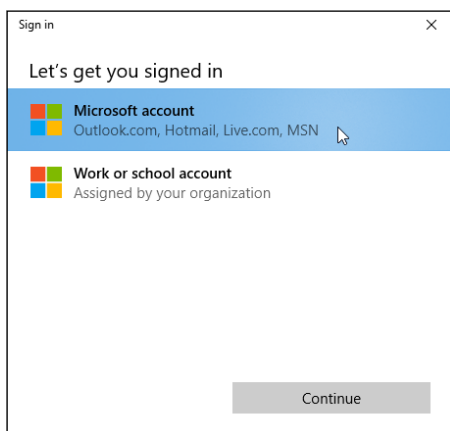 Sign in
Let's get you signed in
Microsoft account
Outlook.com, Hotmail, Live.com, MSN
Work or school account
Assigned by your organization
Continue